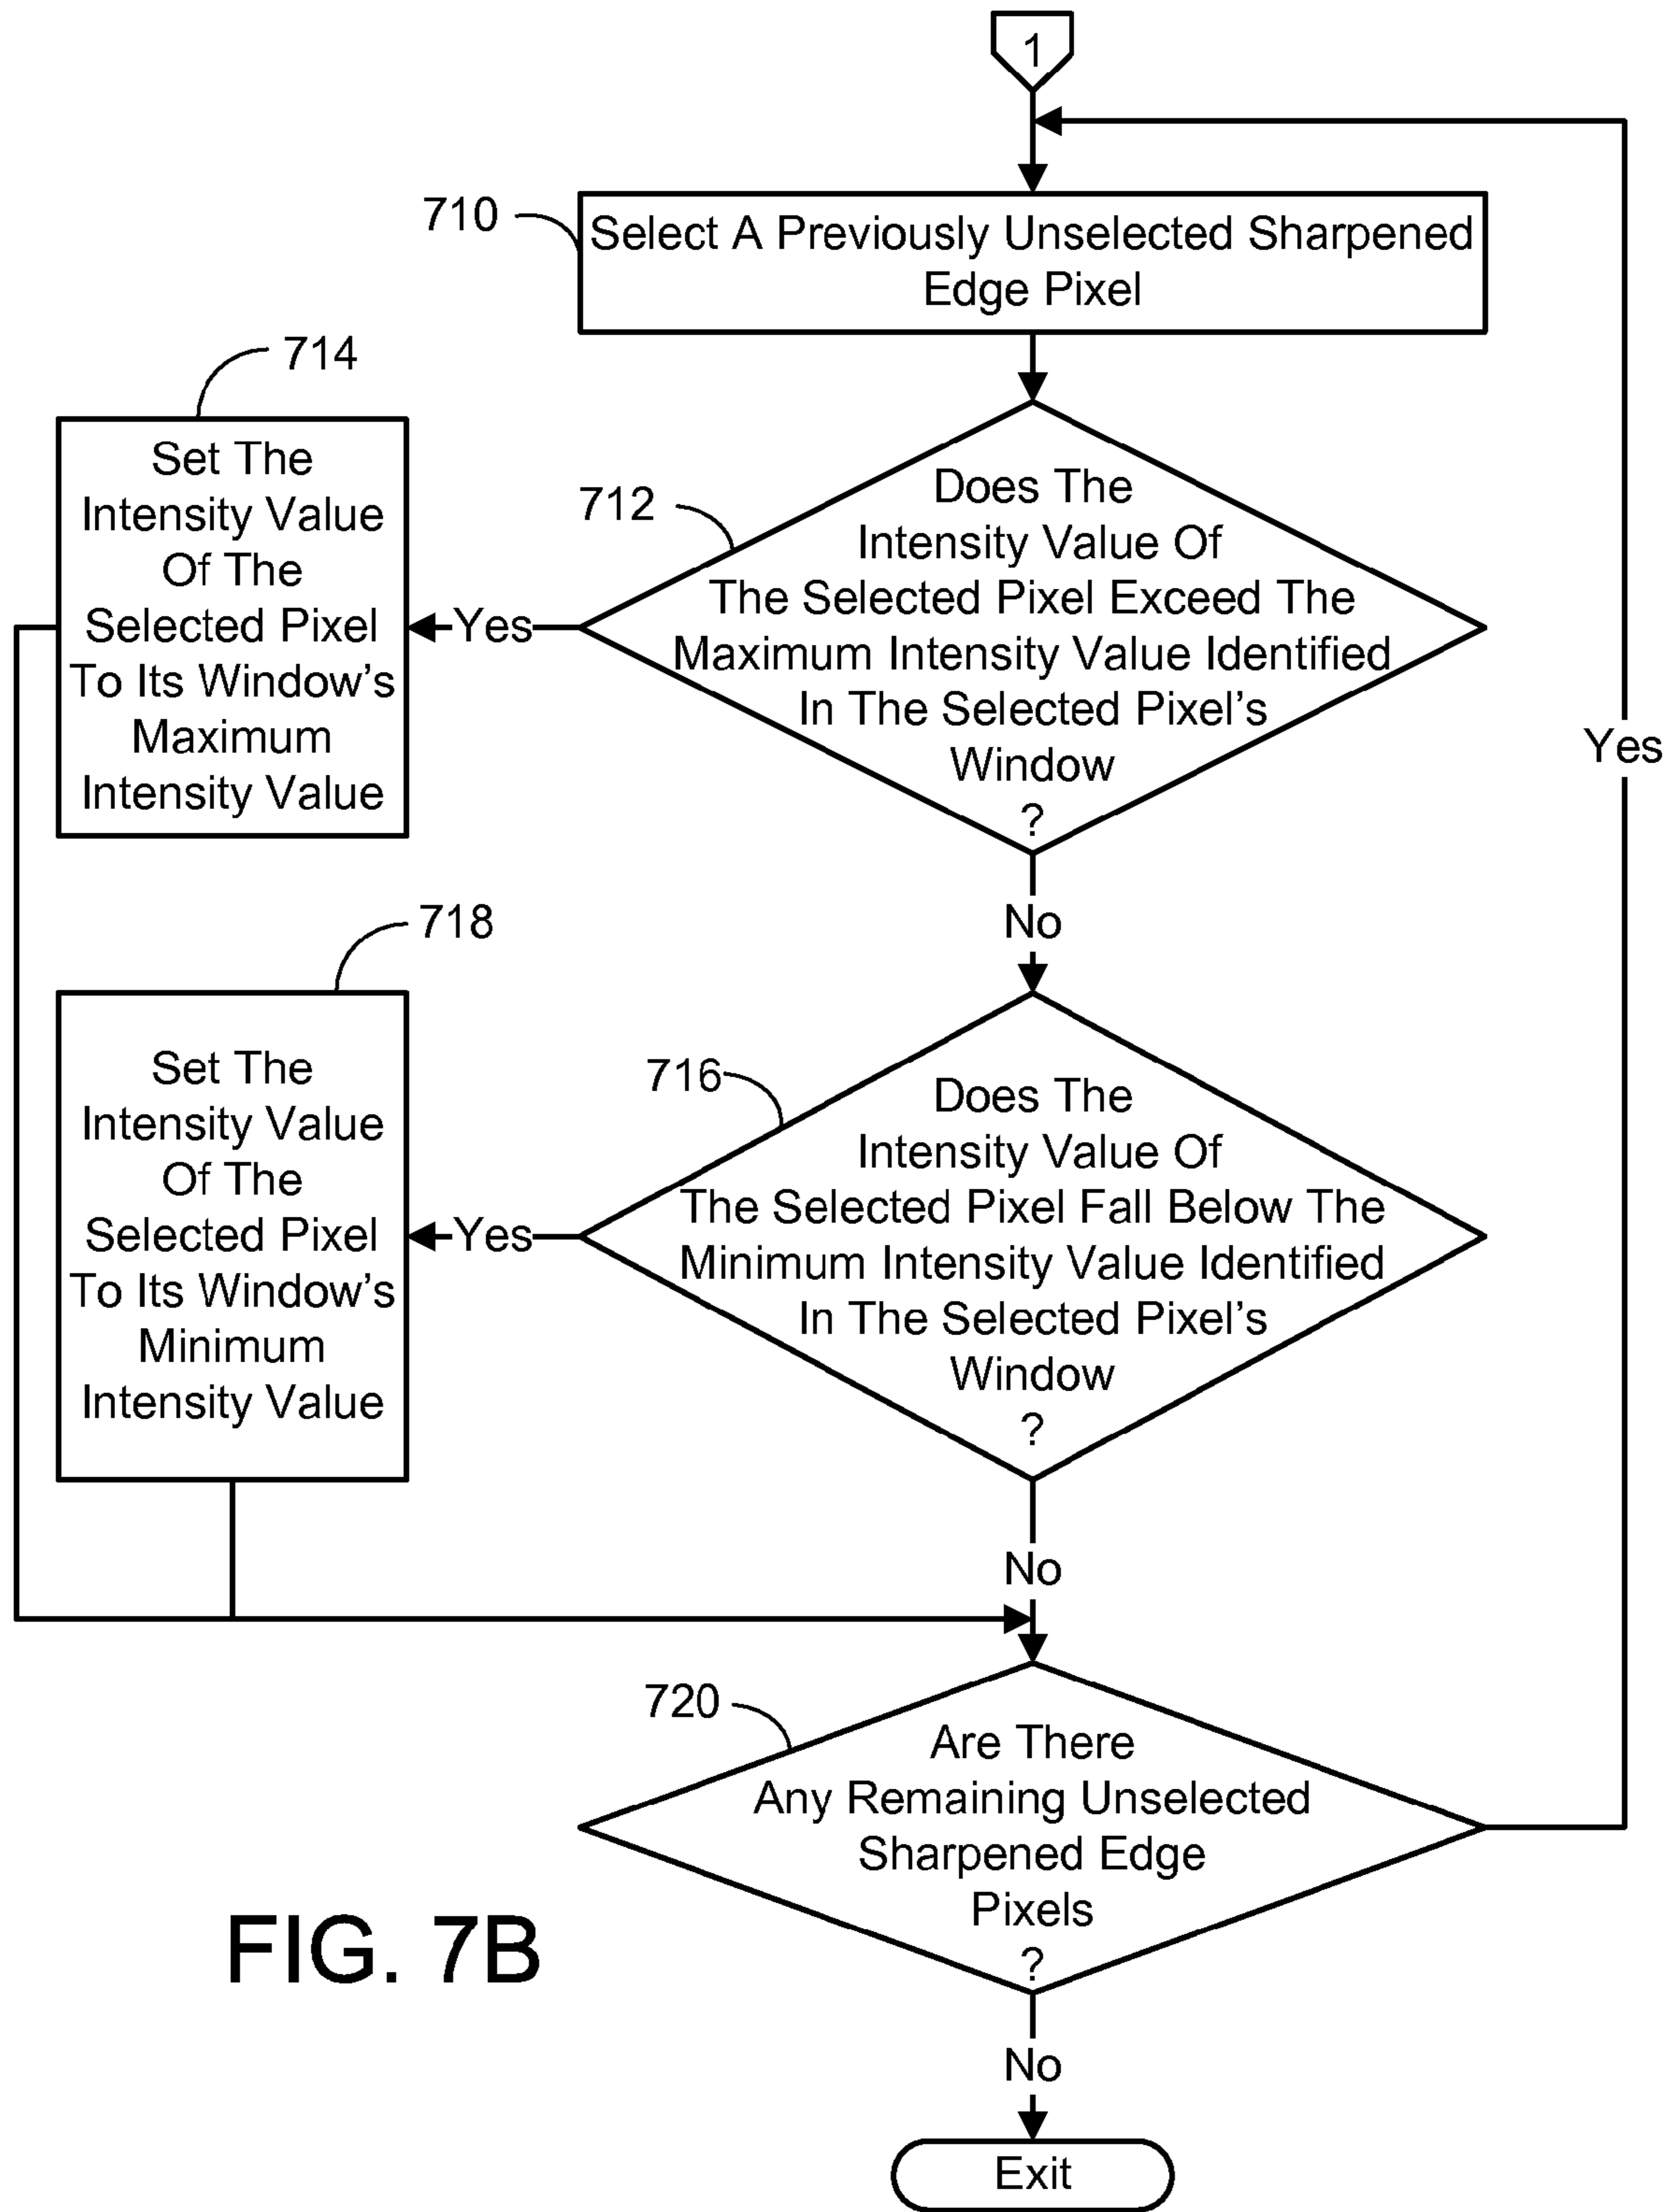 1
710
Select A Previously Unselected Sharpened
Edge Pixel
714
Set The
Intensity Value
Of The
Selected Pixel
To Its Window's
Maximum
Intensity Value
712
Does The
Intensity Value Of
The Selected Pixel Exceed The
Maximum Intensity Value Identified
In The Selected Pixel's
Window
?
Yes
Yes
No
718
Set The
Intensity Value
Of The
Selected Pixel
To Its Window's
Minimum
Intensity Value
716
Does The
Intensity Value Of
The Selected Pixel Fall Below The
Minimum Intensity Value Identified
In The Selected Pixel's
Window
?
Yes
No
720
Are There
Any Remaining Unselected
Sharpened Edge
Pixels
?
No
Exit
FIG. 7B